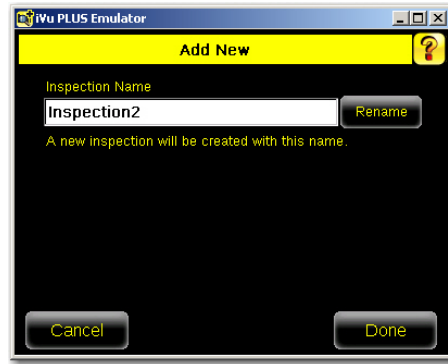 iVu PLUS Emulator
Add New
?
Inspection Name
Inspection2
Rename
A new inspection will be created with this name.
Cancel
Done